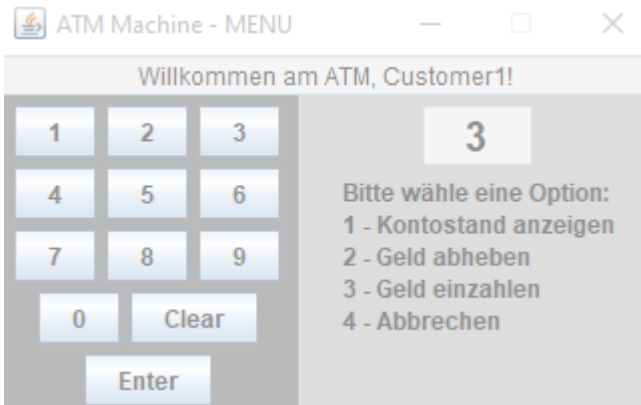 ATM Machine - MENU
Willkommen am ATM, Customer1!
1 2 3
4 5 6
7 8 9
0 Clear
Enter
3
Bitte wähle eine Option:
1 - Kontostand anzeigen
2 - Geld abheben
3 - Geld einzahlen
4 - Abbrechen